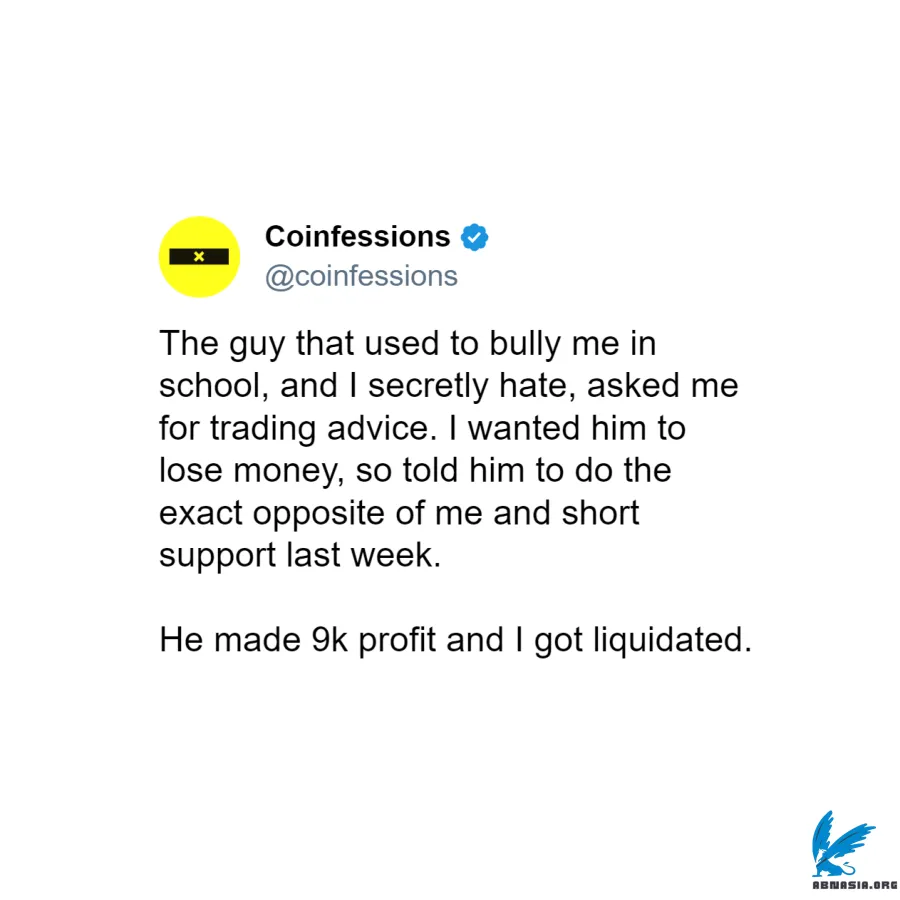 Coinfessions
@coinfessions
The guy that used to bully me in
school, and I secretly hate, asked me
for trading advice. I wanted him to
lose money, so told him to do the
exact opposite of me and short
support last week.
He made 9k profit and I got liquidated.
ABNASIA.ORG